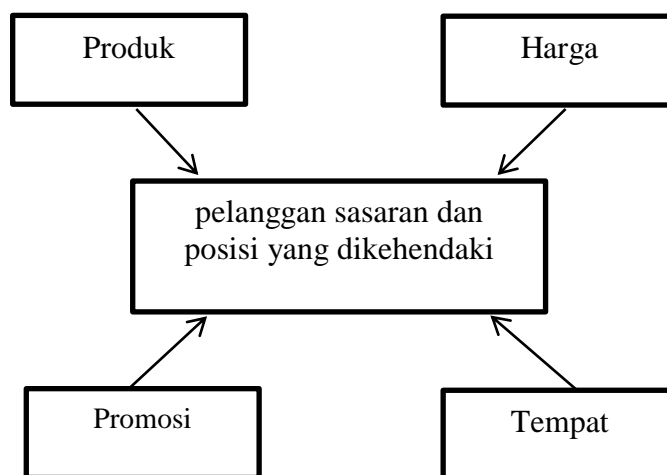 Produk
Harga
pelanggan sasaran dan
posisi yang dikehendaki
Promosi
Tempat